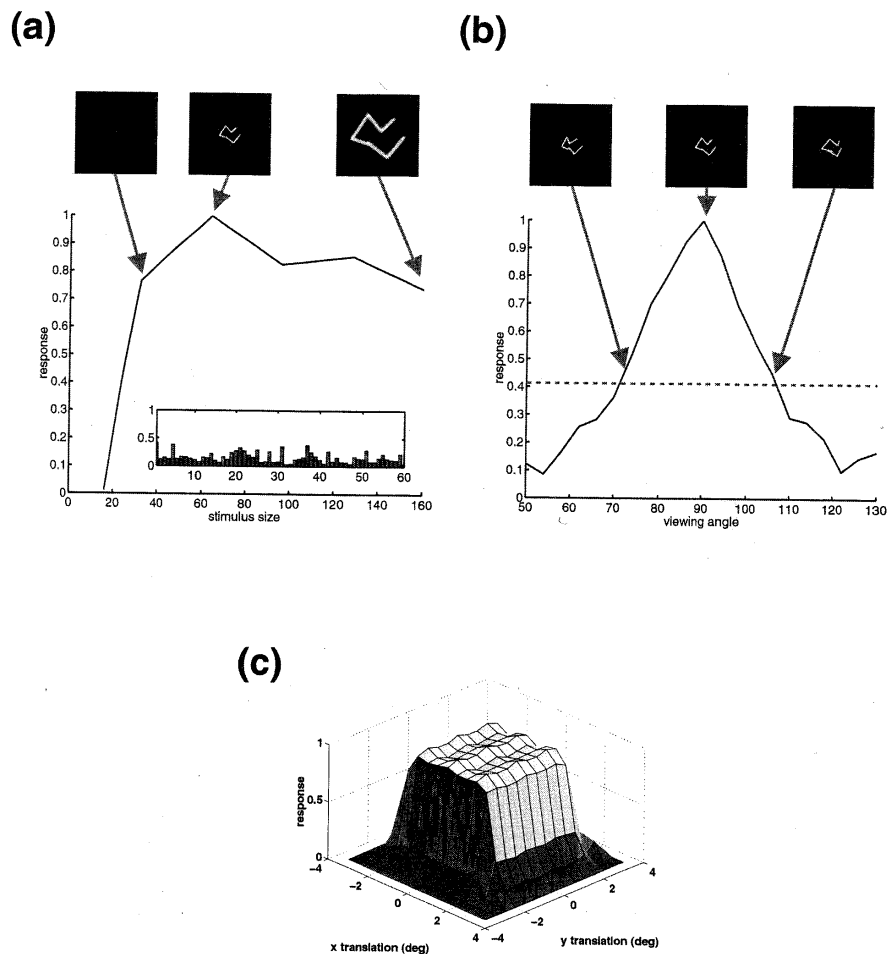 (a)
(b)
response
1
0.9
0.8
0.7
0.6
0.5
0.4
0.3
0.2
0.1
0
1
0.5
0
10 20 30 40 50 60
0 20 40 60 80 100 120 140 160
stimulus size
response
1
0.9
0.8
0.7
0.6
0.5
0.4
0.3
0.2
0.1
0
50 60 70 80 90 100 110 120 130
viewing angle
(c)
response
1
0.5
0
−4
−2
0
2
4
x translation (deg)
−4
−2
0
2
4
y translation (deg)